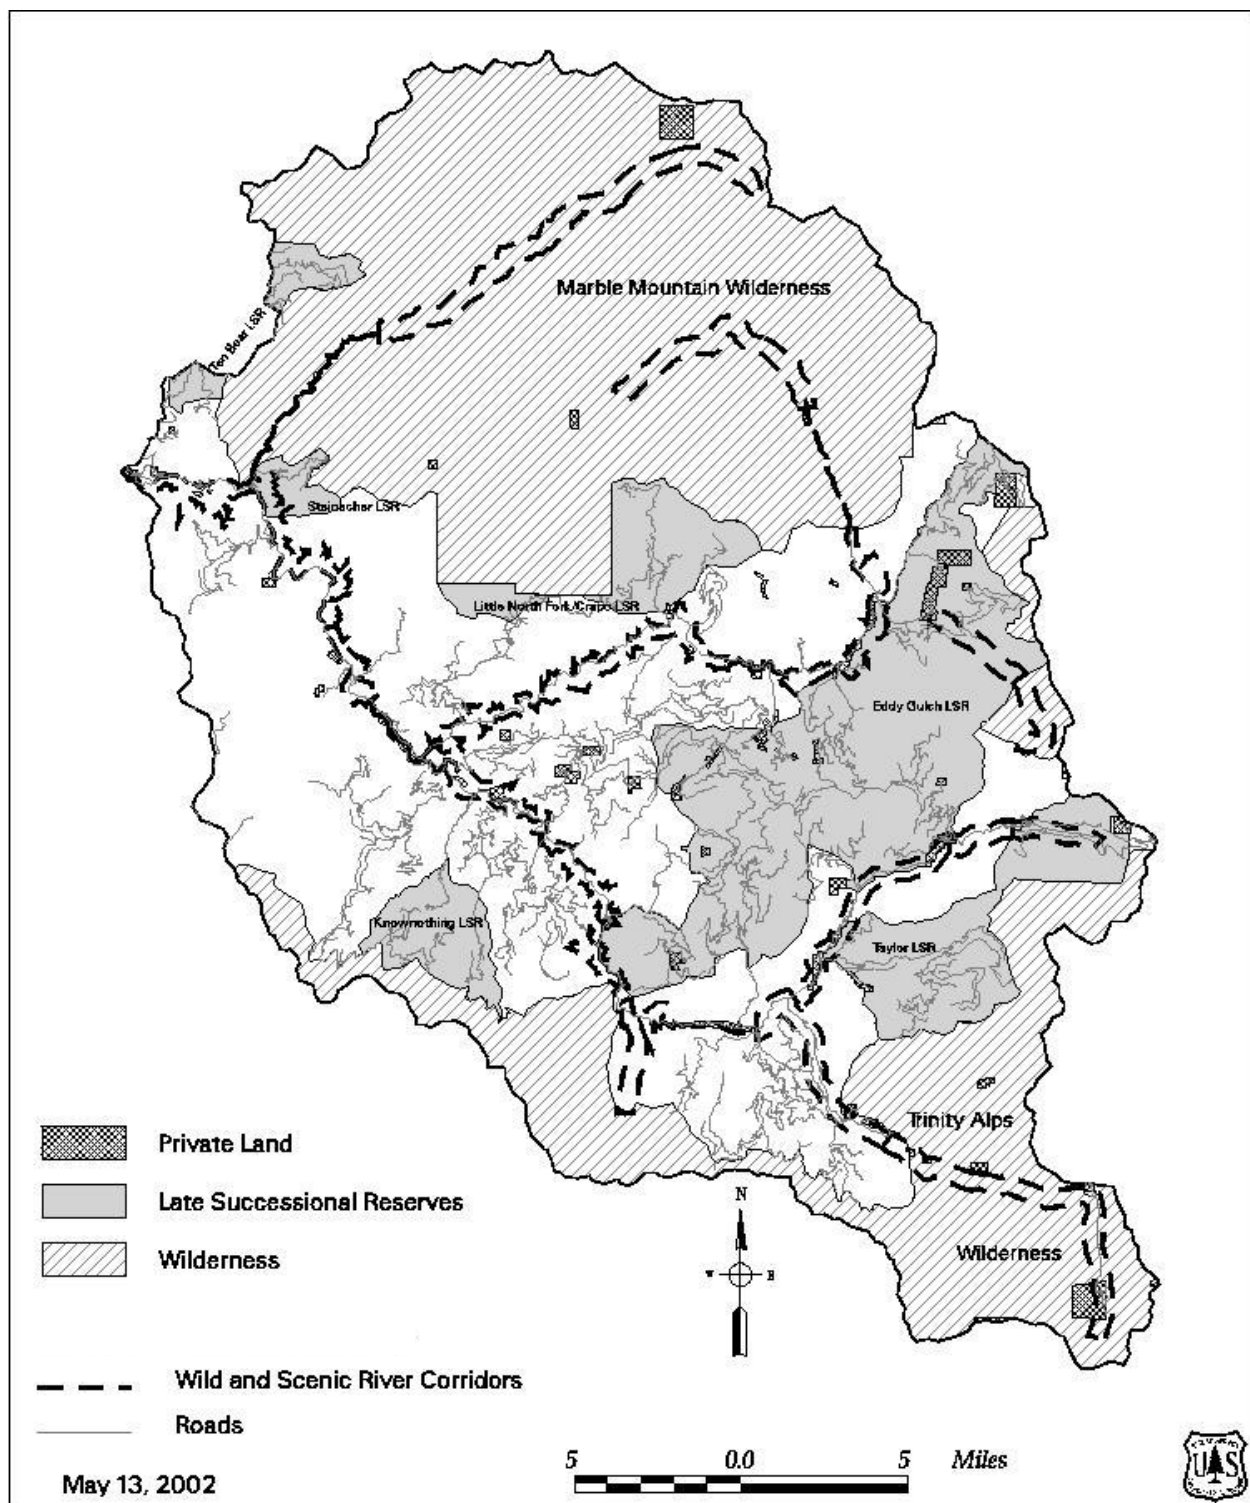 Marble Mountain Wilderness
Ten Bear LSR
Steinacher LSR
Little North Fork/Crapo LSR
Eddy Gulch LSR
Knownothing LSR
Taylor LSR
Trinity Alps
Wilderness
Private Land
Late Successional Reserves
Wilderness
N
W
E
Wild and Scenic River Corridors
Roads
5 0.0 5 Miles
May 13, 2002
U S